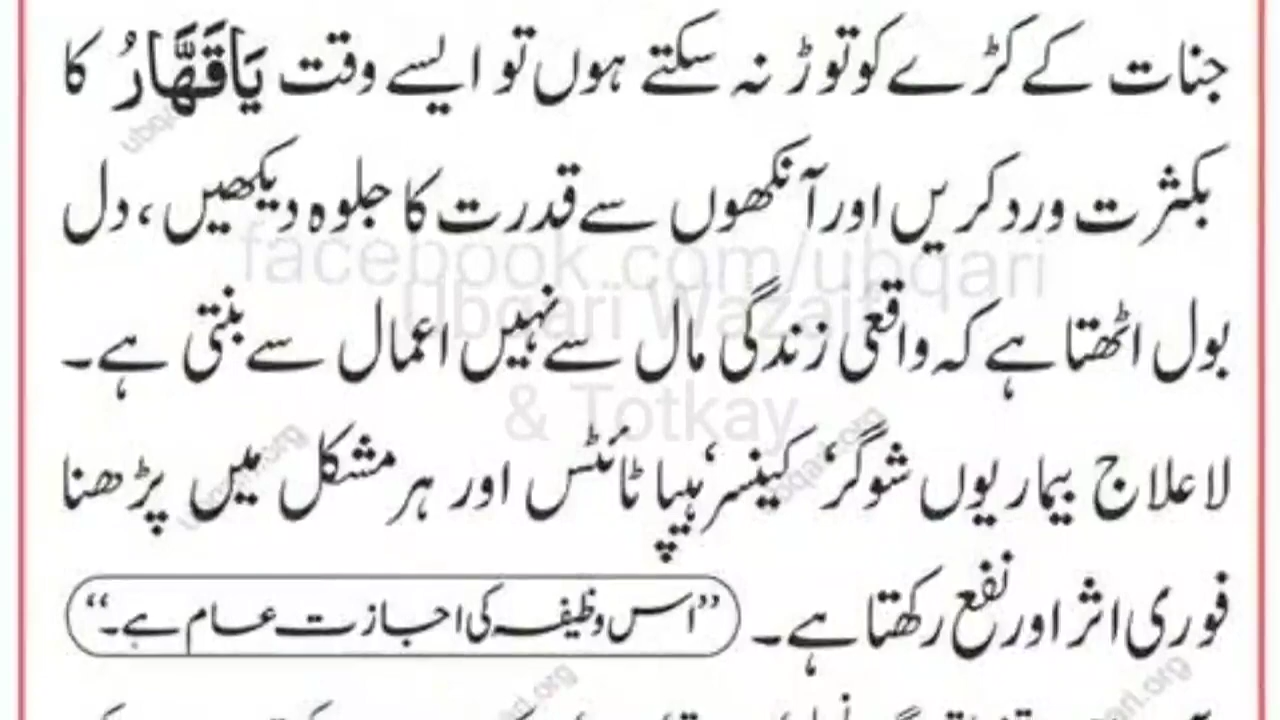 جنات کے کڑے کو توڑ نہ سکتے ہوں تو ایسے وقت یَاقَھَّارُ کا
بکثرت ورد کریں اور آنکھوں سے قدرت کا جلوہ دیکھیں، دل
بول اٹھتا ہے کہ واقعی زندگی مال سے نہیں اعمال سے بنتی ہے۔
لاعلاج بیماریوں شوگر، کینسر، ہیپاٹائٹس اور ہر مشکل میں پڑھنا
فوری اثر اور نفع رکھتا ہے۔ ”اس وظیفہ کی اجازت عام ہے۔“
facebook.com/ubqari
Ubqari Wazaif
& Totkay